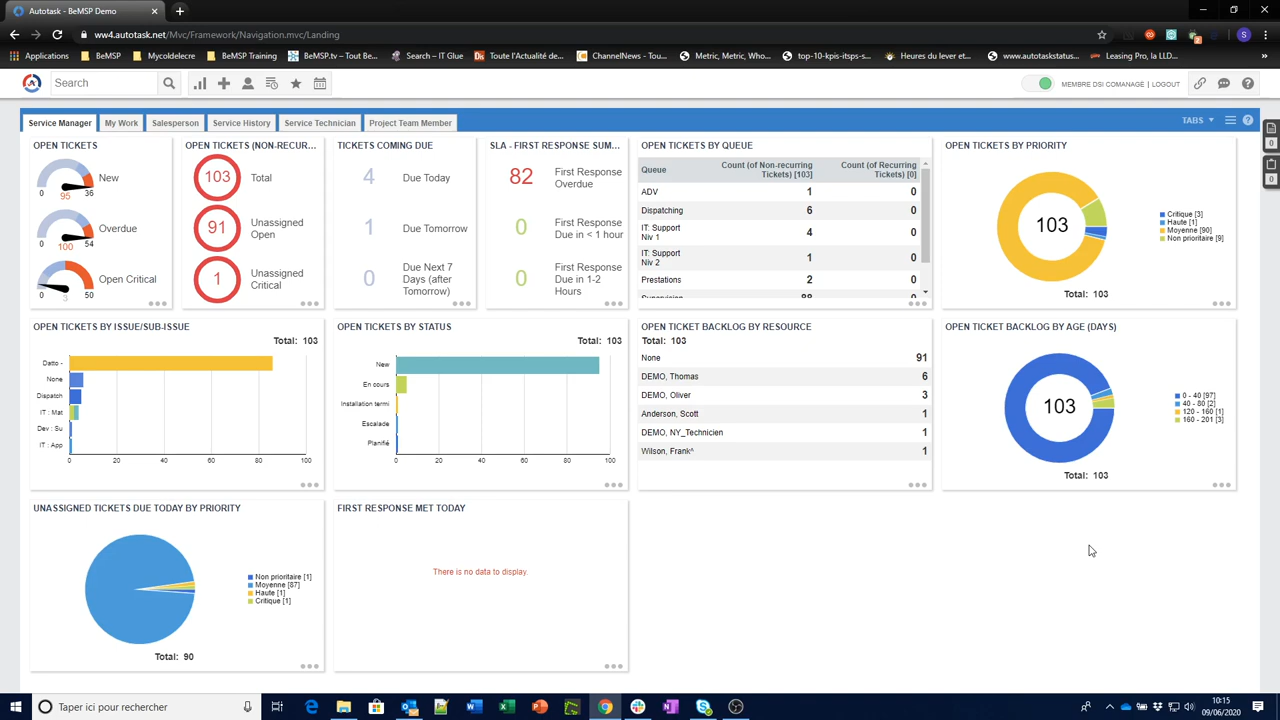 Autotask - BeMSP Demo
ww4.autotask.net/Mvc/Framework/Navigation.mvc/Landing
Applications BeMSP Mycoldelecre BeMSP Training BeMSP.tv Search – IT Glue Toute l'Actualité de... ChannelNews - Tou... Metric, Metric, Who... top-10-kpis-itsps-s... Heures du lever et... www.autotaskstatus... Leasing Pro, la LLD...
Search
MEMBRE DSI COMANAGÉ | LOGOUT
Service Manager My Work Salesperson Service History Service Technician Project Team Member
TABS
OPEN TICKETS
New
0 95 36
Overdue
0 100 54
Open Critical
0 3 50
OPEN TICKETS (NON-RECUR...
103 Total
91 Unassigned Open
1 Unassigned Critical
TICKETS COMING DUE
4 Due Today
1 Due Tomorrow
0 Due Next 7 Days (after Tomorrow)
SLA - FIRST RESPONSE SUM...
82 First Response Overdue
0 First Response Due in < 1 hour
0 First Response Due in 1-2 Hours
OPEN TICKETS BY QUEUE
Queue Count (of Non-recurring Tickets) [103] Count (of Recurring Tickets) [0]
ADV 1 0
Dispatching 6 0
IT: Support Niv 1 4 0
IT: Support Niv 2 1 0
Prestations 2 0
Supervision 88 0
OPEN TICKETS BY PRIORITY
103
Critique [3]
Haute [1]
Moyenne [90]
Non prioritaire [9]
Total: 103
OPEN TICKETS BY ISSUE/SUB-ISSUE
Total: 103
Datto -
None
Dispatch
IT : Mat
Dev : Su
IT : App
0 20 40 60 80 100
OPEN TICKETS BY STATUS
Total: 103
New
En cours
Installation termi
Escalade
Planifié
0 20 40 60 80 100
OPEN TICKET BACKLOG BY RESOURCE
Total: 103
None 91
DEMO, Thomas 6
DEMO, Oliver 3
Anderson, Scott 1
DEMO, NY_Technicien 1
Wilson, Frank^ 1
OPEN TICKET BACKLOG BY AGE (DAYS)
103
0 - 40 [97]
40 - 80 [2]
120 - 160 [1]
160 - 201 [3]
Total: 103
UNASSIGNED TICKETS DUE TODAY BY PRIORITY
Non prioritaire [1]
Moyenne [87]
Haute [1]
Critique [1]
Total: 90
FIRST RESPONSE MET TODAY
There is no data to display.
0
0
Taper ici pour rechercher
10:15
09/06/2020